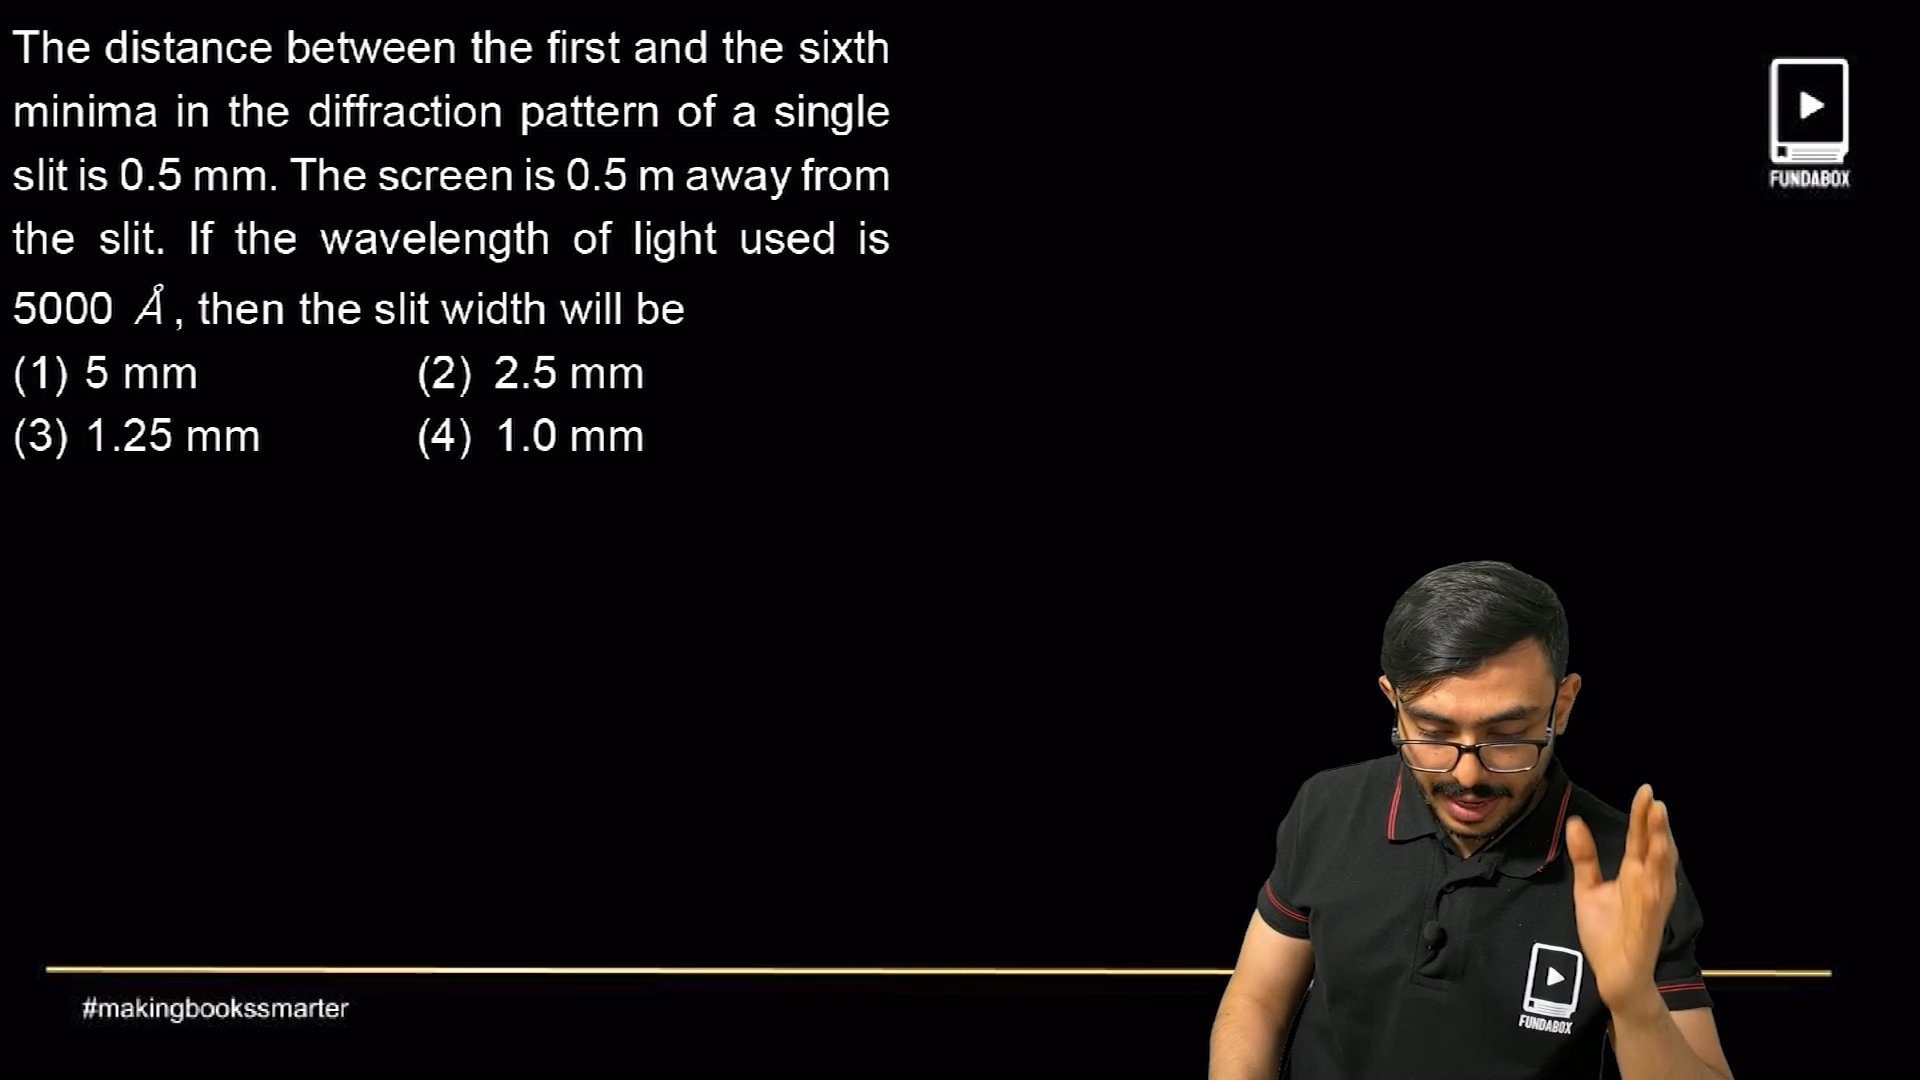 The distance between the first and the sixth
minima in the diffraction pattern of a single
slit is 0.5 mm. The screen is 0.5 m away from
the slit. If the wavelength of light used is
5000 Å, then the slit width will be
(1) 5 mm (2) 2.5 mm
(3) 1.25 mm (4) 1.0 mm
FUNDABOX
#makingbookssmarter
FUNDABOX